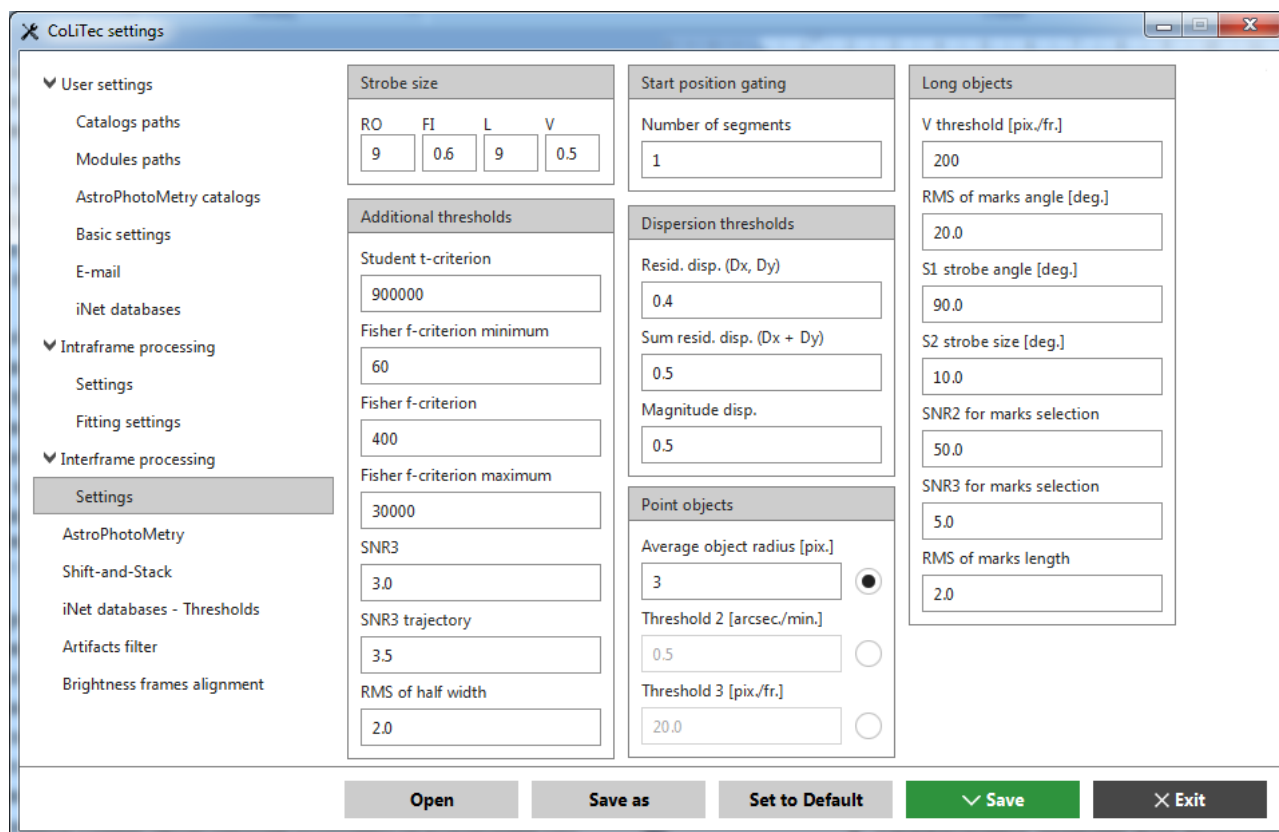 CoLiTec settings
User settings
Catalogs paths
Modules paths
AstroPhotoMetry catalogs
Basic settings
E-mail
iNet databases
Intraframe processing
Settings
Fitting settings
Interframe processing
Settings
AstroPhotoMetry
Shift-and-Stack
iNet databases - Thresholds
Artifacts filter
Brightness frames alignment
Strobe size
RO FI L V
9 0.6 9 0.5
Additional thresholds
Student t-criterion
900000
Fisher f-criterion minimum
60
Fisher f-criterion
400
Fisher f-criterion maximum
30000
SNR3
3.0
SNR3 trajectory
3.5
RMS of half width
2.0
Start position gating
Number of segments
1
Dispersion thresholds
Resid. disp. (Dx, Dy)
0.4
Sum resid. disp. (Dx + Dy)
0.5
Magnitude disp.
0.5
Point objects
Average object radius [pix.]
3
Threshold 2 [arcsec./min.]
0.5
Threshold 3 [pix./fr.]
20.0
Long objects
V threshold [pix./fr.]
200
RMS of marks angle [deg.]
20.0
S1 strobe angle [deg.]
90.0
S2 strobe size [deg.]
10.0
SNR2 for marks selection
50.0
SNR3 for marks selection
5.0
RMS of marks length
2.0
Open Save as Set to Default Save Exit